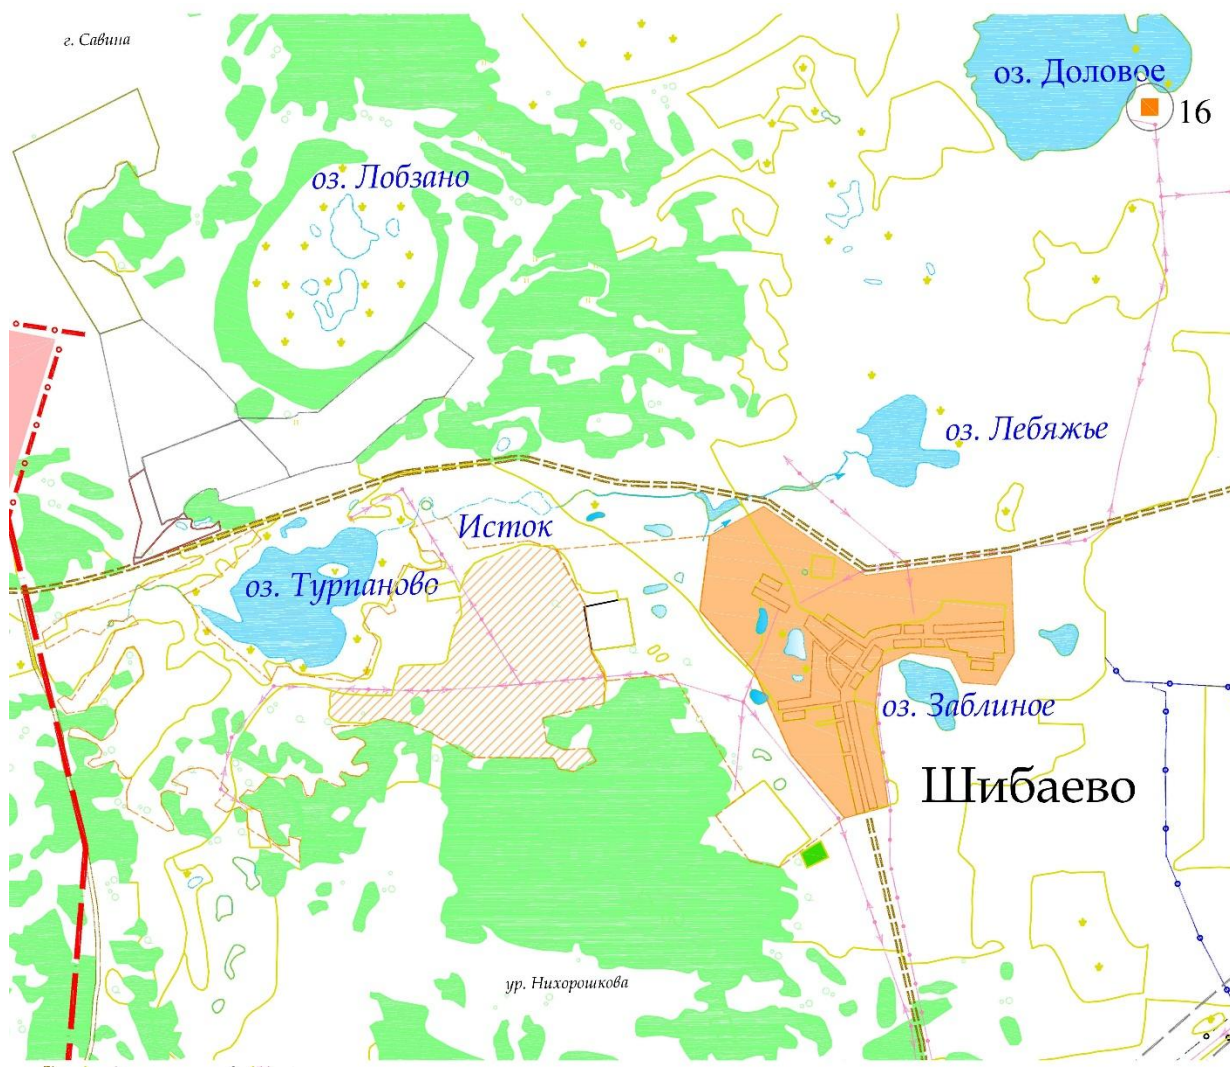 г. Савина
оз. Доловое
16
оз. Лобзано
оз. Лебяжье
Исток
оз. Турпаново
оз. Заблиное
Шибаево
ур. Нихорошкова